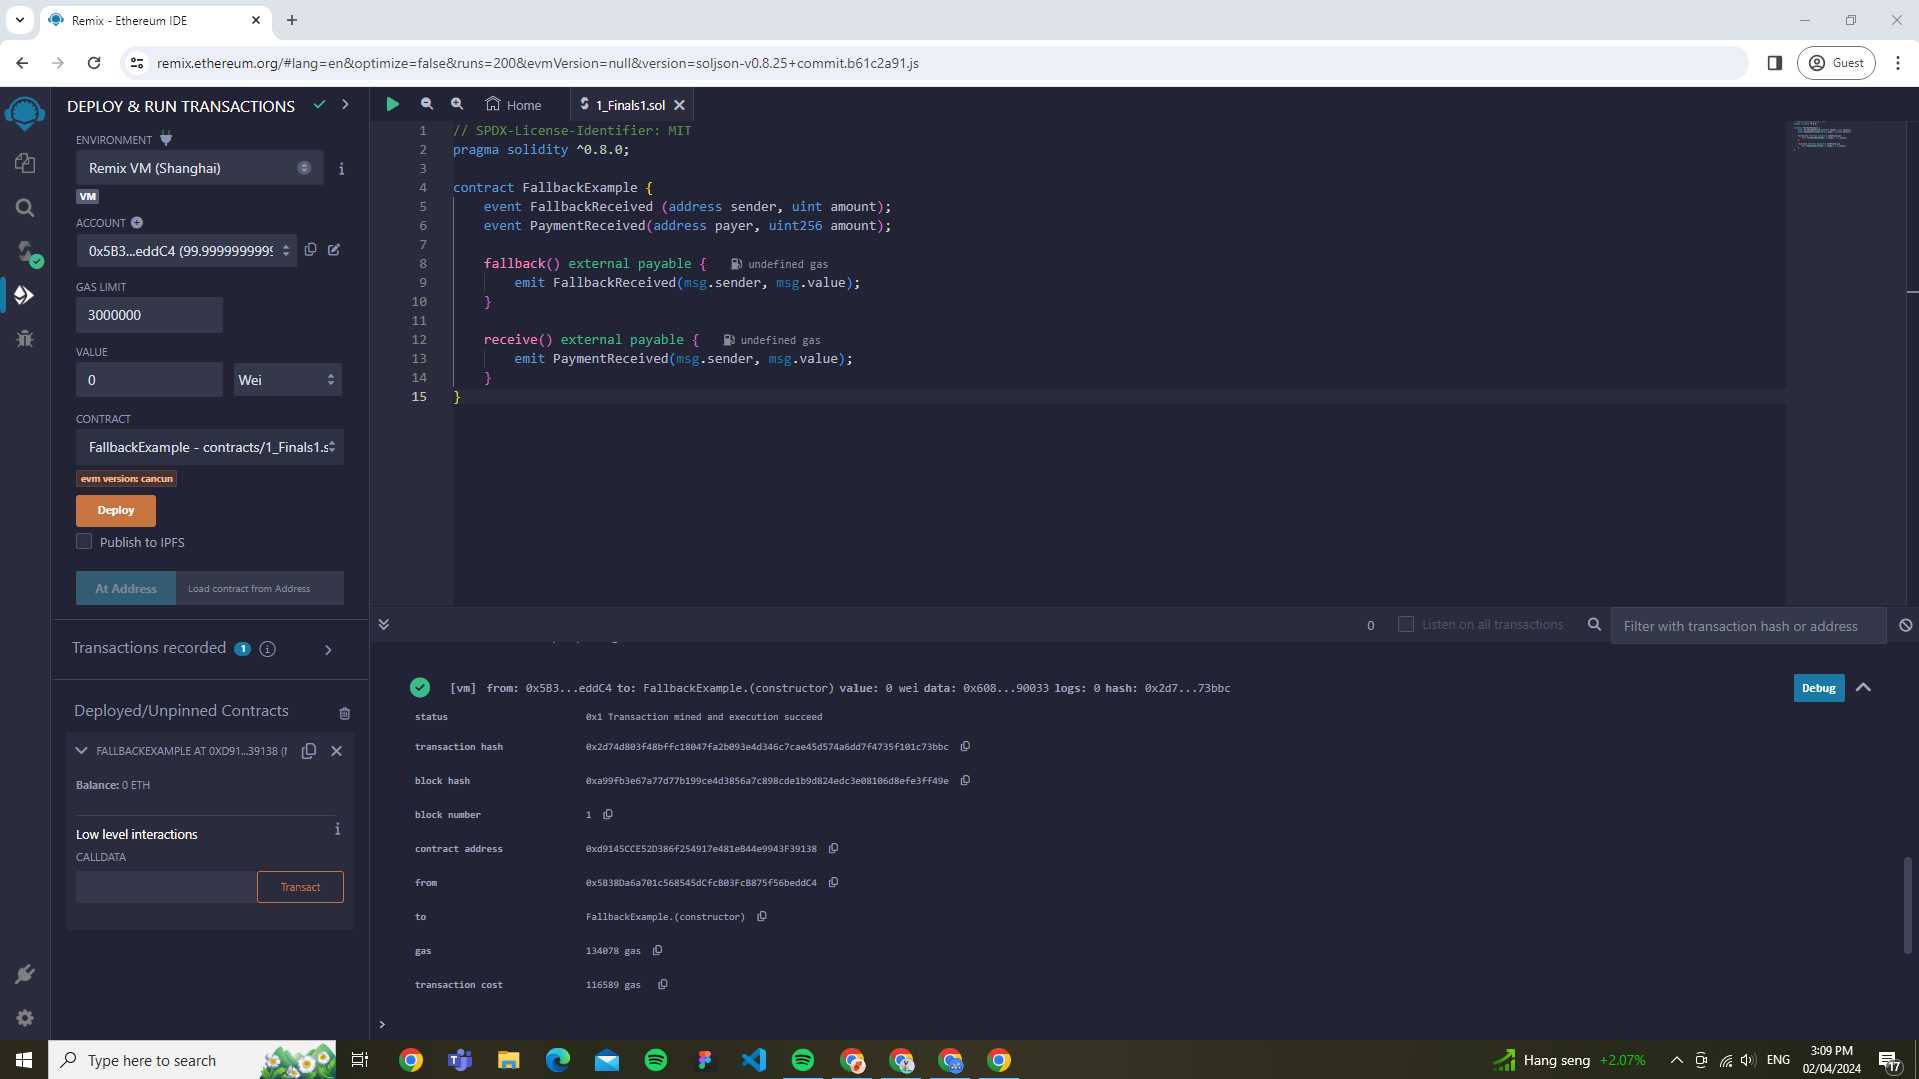 Remix - Ethereum IDE
remix.ethereum.org/#lang=en&optimize=false&runs=200&evmVersion=null&version=soljson-v0.8.25+commit.b61c2a91.js
Guest
DEPLOY & RUN TRANSACTIONS
ENVIRONMENT
Remix VM (Shanghai)
VM
ACCOUNT
0x5B3...eddC4 (99.9999999999
GAS LIMIT
3000000
VALUE
0
Wei
CONTRACT
FallbackExample - contracts/1_Finals1.s
evm version: cancun
Deploy
Publish to IPFS
At Address
Load contract from Address
Transactions recorded 1
Deployed/Unpinned Contracts
FALLBACKEXAMPLE AT 0XD91...39138 (M
Balance: 0 ETH
Low level interactions
CALLDATA
Transact
Home
1_Finals1.sol
1 // SPDX-License-Identifier: MIT
2 pragma solidity ^0.8.0;
3
4 contract FallbackExample {
5 event FallbackReceived (address sender, uint amount);
6 event PaymentReceived(address payer, uint256 amount);
7
8 fallback() external payable { undefined gas
9 emit FallbackReceived(msg.sender, msg.value);
10 }
11
12 receive() external payable { undefined gas
13 emit PaymentReceived(msg.sender, msg.value);
14 }
15 }
0
Listen on all transactions
Filter with transaction hash or address
[vm] from: 0x5B3...eddC4 to: FallbackExample.(constructor) value: 0 wei data: 0x608...90033 logs: 0 hash: 0x2d7...73bbc
Debug
status 0x1 Transaction mined and execution succeed
transaction hash 0x2d74d803f48bffc18047fa2b093e4d346c7cae45d574a6dd7f4735f101c73bbc
block hash 0xa99fb3e67a77d77b199ce4d3856a7c898cde1b9d824edc3e08106d8efe3ff49e
block number 1
contract address 0xd9145CCE52D386f254917e481eB44e9943F39138
from 0x5B38Da6a701c568545dCfcB03FcB875f56beddC4
to FallbackExample.(constructor)
gas 134078 gas
transaction cost 116589 gas
>
Type here to search
Hang seng +2.07%
ENG
3:09 PM
02/04/2024
17